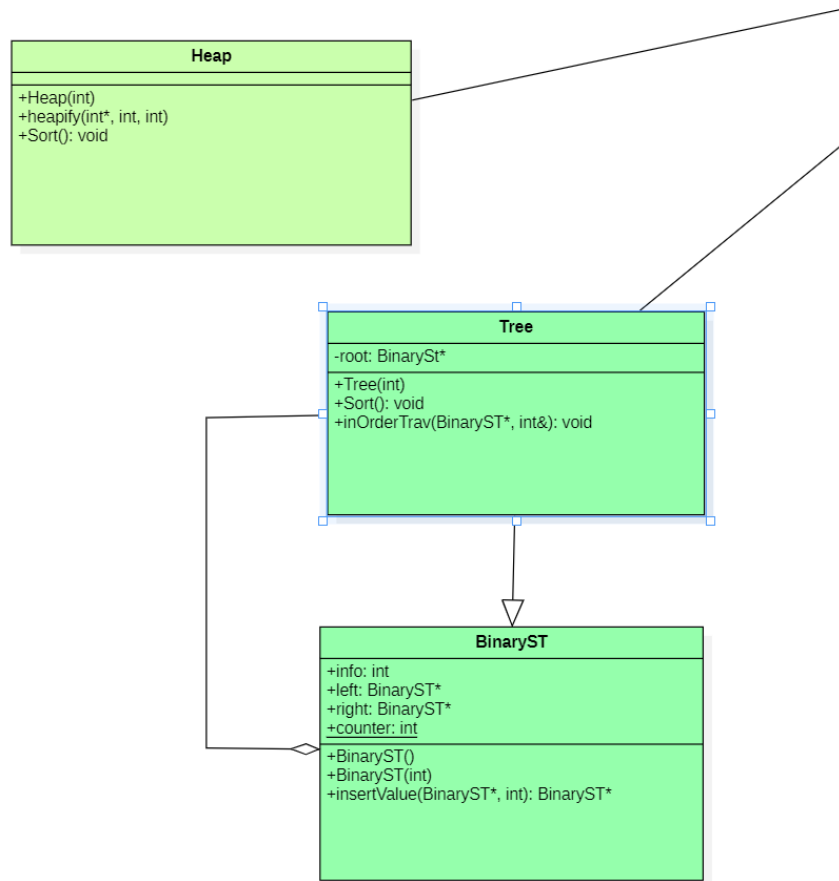 Heap
+Heap(int)
+heapify(int*, int, int)
+Sort(): void
Tree
-root: BinarySt*
+Tree(int)
+Sort(): void
+inOrderTrav(BinaryST*, int&): void
BinaryST
+info: int
+left: BinaryST*
+right: BinaryST*
+counter: int
+BinaryST()
+BinaryST(int)
+insertValue(BinaryST*, int): BinaryST*